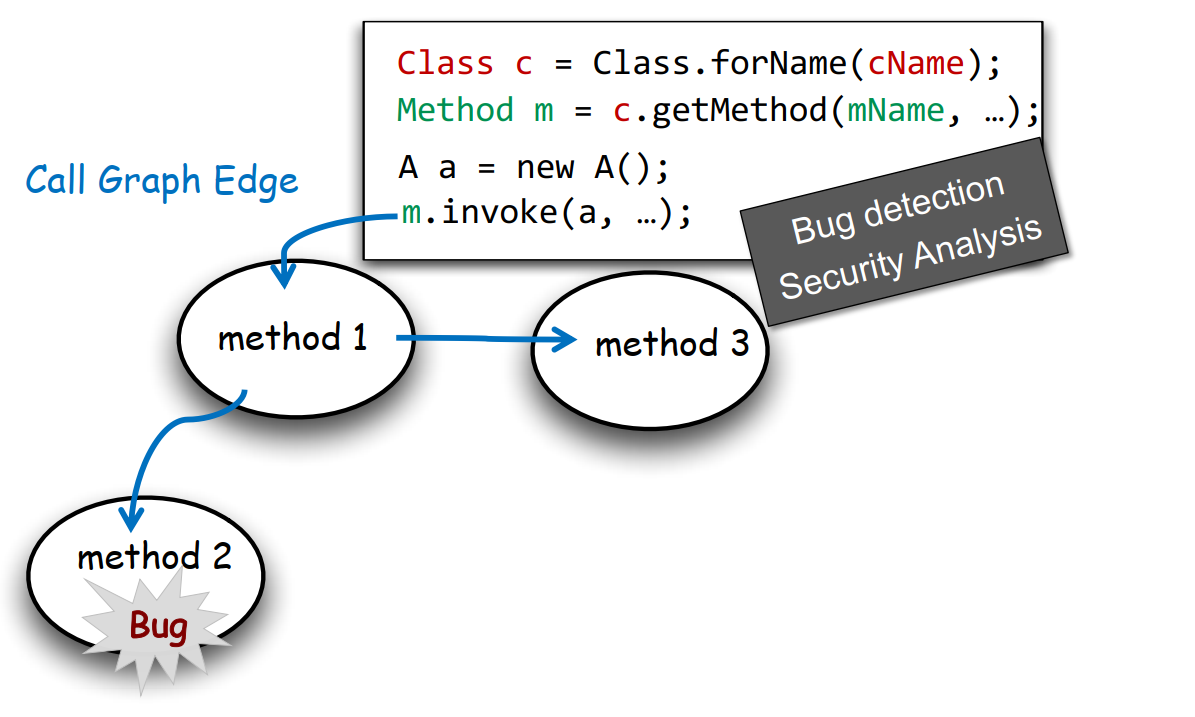 Class c = Class.forName(cName);
Method m = c.getMethod(mName, …);
A a = new A();
m.invoke(a, …);
Call Graph Edge
Bug detection
Security Analysis
method 1
method 3
method 2
Bug